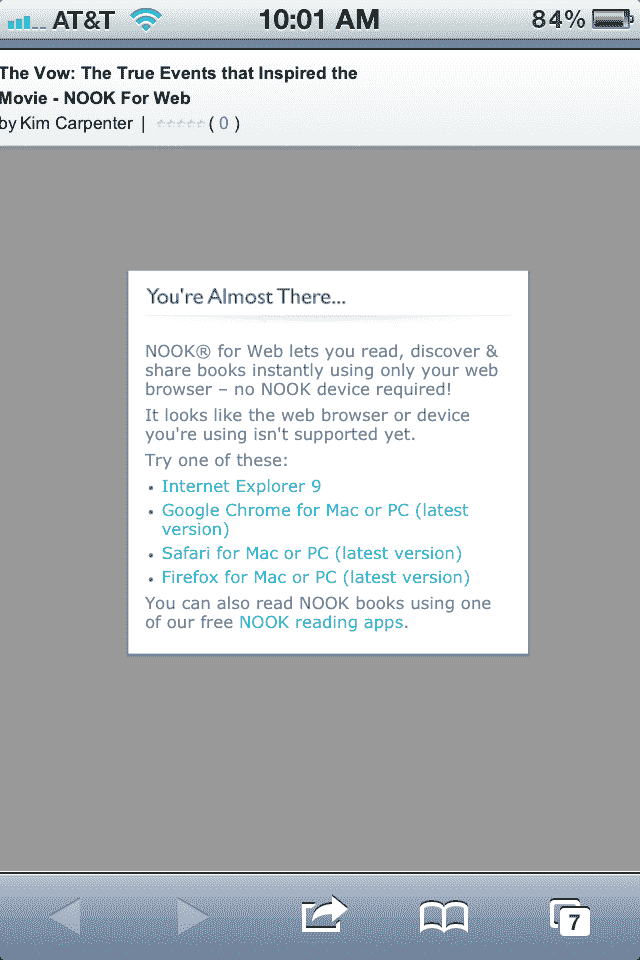 AT&T 10:01 AM 84%
The Vow: The True Events that Inspired the
Movie - NOOK For Web
by Kim Carpenter | ( 0 )
You're Almost There...
NOOK® for Web lets you read, discover &
share books instantly using only your web
browser – no NOOK device required!
It looks like the web browser or device
you're using isn't supported yet.
Try one of these:
• Internet Explorer 9
• Google Chrome for Mac or PC (latest
version)
• Safari for Mac or PC (latest version)
• Firefox for Mac or PC (latest version)
You can also read NOOK books using one
of our free NOOK reading apps.
7